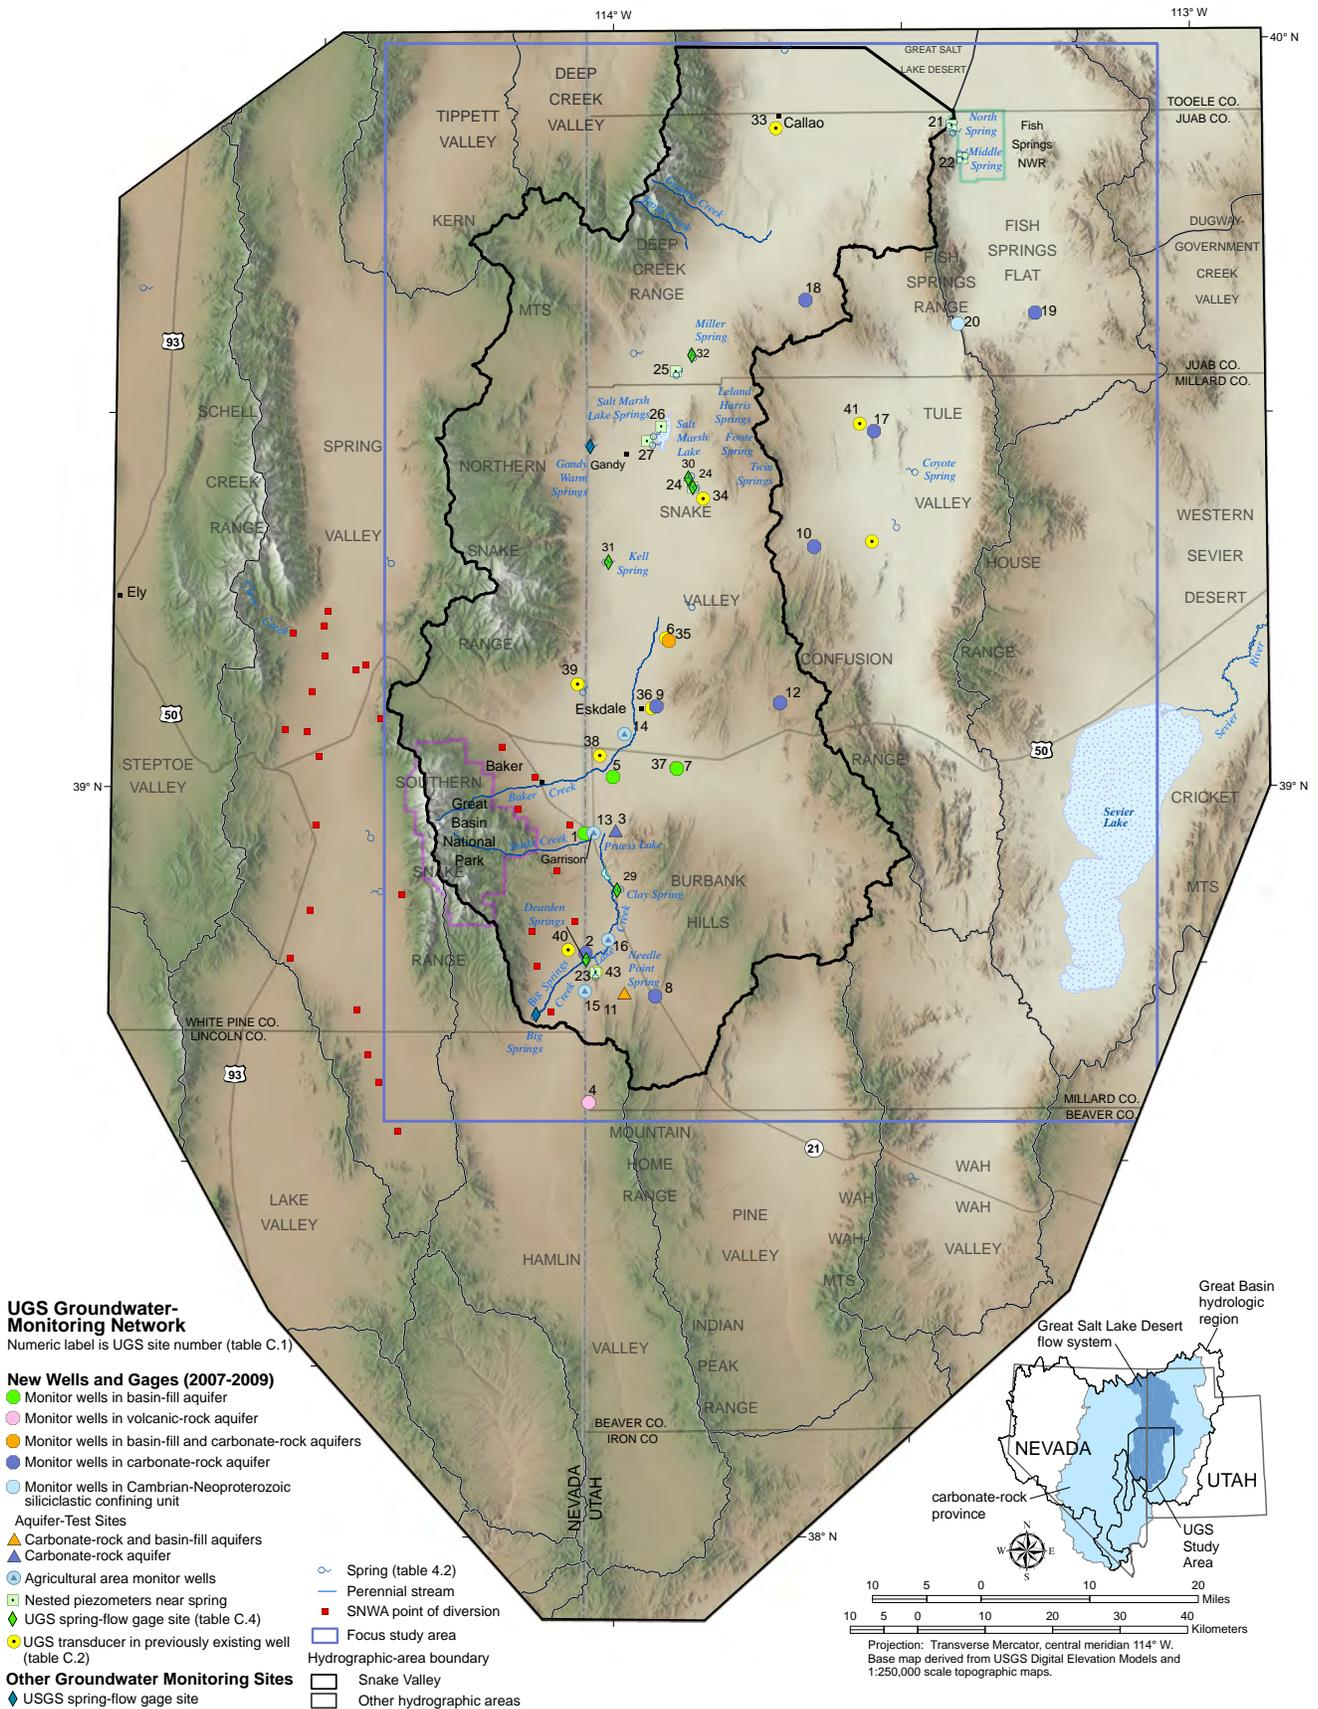 114° W
113° W
40° N
GREAT SALT
LAKE DESERT
DEEP
CREEK
VALLEY
TIPPETT
VALLEY
TOOELE CO.
JUAB CO.
33
Callao
21
North
Spring
Fish
Springs
NWR
22
Middle
Spring
KERN
MTS
DEEP
CREEK
RANGE
FISH
SPRINGS
FLAT
DUGWAY-
GOVERNMENT
CREEK
VALLEY
FISH
SPRINGS
RANGE
18
19
20
93
Miller
Spring
32
25
JUAB CO.
MILLARD CO.
SCHELL
CREEK
RANGE
SPRING
VALLEY
Salt Marsh
Lake Springs
26
Salt
Marsh
Lake
27
Leland
Harris
Springs
Foote
Spring
Twin
Springs
41
17
TULE
VALLEY
Coyote
Spring
NORTHERN
Gandy
Gandy
Warm
Springs
30
24
24
34
SNAKE
VALLEY
SNAKE
RANGE
31
Kell
Spring
10
HOUSE
RANGE
WESTERN
SEVIER
DESERT
Ely
Creek
6
35
CONFUSION
RANGE
39
Eskdale
36
9
12
14
River
Sevier
50
50
STEPTOE
VALLEY
39° N
39° N
38
5
37
7
Baker
SOUTHERN
SNAKE
RANGE
Great
Basin
National
Park
Baker Creek
Creek
1
13
3
Pruess Lake
Garrison
Sevier
Lake
CRICKET
MTS
29
Clay Spring
BURBANK
HILLS
Dearden
Springs
40
2
16
Lake
Creek
Needle
Point
Spring
23
43
Big Springs
Creek
15
11
8
Big
Springs
WHITE PINE CO.
LINCOLN CO.
93
4
MILLARD CO.
BEAVER CO.
MOUNTAIN
HOME
RANGE
21
LAKE
VALLEY
HAMLIN
VALLEY
PINE
VALLEY
WAH
WAH
MTS
WAH
WAH
VALLEY
INDIAN
PEAK
RANGE
BEAVER CO.
IRON CO
NEVADA
UTAH
38° N
UGS Groundwater-
Monitoring Network
Numeric label is UGS site number (table C.1)
New Wells and Gages (2007-2009)
Monitor wells in basin-fill aquifer
Monitor wells in volcanic-rock aquifer
Monitor wells in basin-fill and carbonate-rock aquifers
Monitor wells in carbonate-rock aquifer
Monitor wells in Cambrian-Neoproterozoic
siliciclastic confining unit
Aquifer-Test Sites
Carbonate-rock and basin-fill aquifers
Carbonate-rock aquifer
Agricultural area monitor wells
Nested piezometers near spring
UGS spring-flow gage site (table C.4)
UGS transducer in previously existing well
(table C.2)
Other Groundwater Monitoring Sites
USGS spring-flow gage site
Spring (table 4.2)
Perennial stream
SNWA point of diversion
Focus study area
Hydrographic-area boundary
Snake Valley
Other hydrographic areas
Great Basin
hydrologic
region
Great Salt Lake Desert
flow system
NEVADA
UTAH
carbonate-rock
province
UGS
Study
Area
N
W
E
S
10 5 0 10 20
Miles
10 5 0 10 20 30 40
Kilometers
Projection: Transverse Mercator, central meridian 114° W.
Base map derived from USGS Digital Elevation Models and
1:250,000 scale topographic maps.